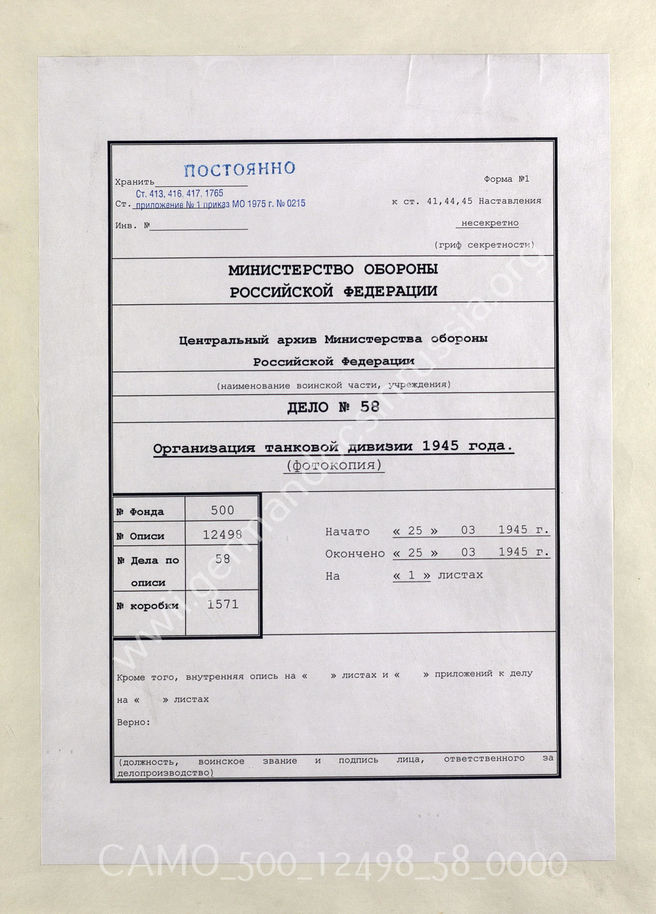 ПОСТОЯННО
Хранить
Форма №1
Ст. 413, 416, 417, 1765
Ст. приложение № 1 приказ МО 1975 г. № 0215
к ст. 41,44,45 Наставления
Инв. №
несекретно
(гриф секретности)
МИНИСТЕРСТВО ОБОРОНЫ
РОССИЙСКОЙ ФЕДЕРАЦИИ
Центральный архив Министерства обороны
Российской Федерации
(наименование воинской части, учреждения)
ДЕЛО № 58
Организация танковой дивизии 1945 года.
(фотокопия)
№ Фонда 500
№ Описи 12498
№ Дела по описи 58
№ коробки 1571
Начато « 25 » 03 1945 г.
Окончено « 25 » 03 1945 г.
На « 1 » листах
Кроме того, внутренняя опись на « » листах и « » приложений к делу
на « » листах
Верно:
(должность, воинское звание и подпись лица, ответственного за
делопроизводство)
www.germandocsinrussia.org
CAMO_500_12498_58_0000